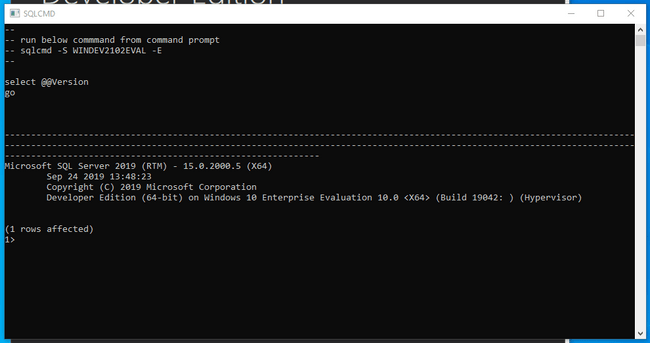 Developer Edition
SQLCMD
--
-- run below commmand from command prompt
-- sqlcmd -S WINDEV2102EVAL -E
--
select @@Version
go
-----------------------------------------------------------------------------------------------------------------------
-----------------------------------------------------------------------------------------------------------------------
------------------------------------------------------------
Microsoft SQL Server 2019 (RTM) - 15.0.2000.5 (X64)
Sep 24 2019 13:48:23
Copyright (C) 2019 Microsoft Corporation
Developer Edition (64-bit) on Windows 10 Enterprise Evaluation 10.0 <X64> (Build 19042: ) (Hypervisor)
(1 rows affected)
1>